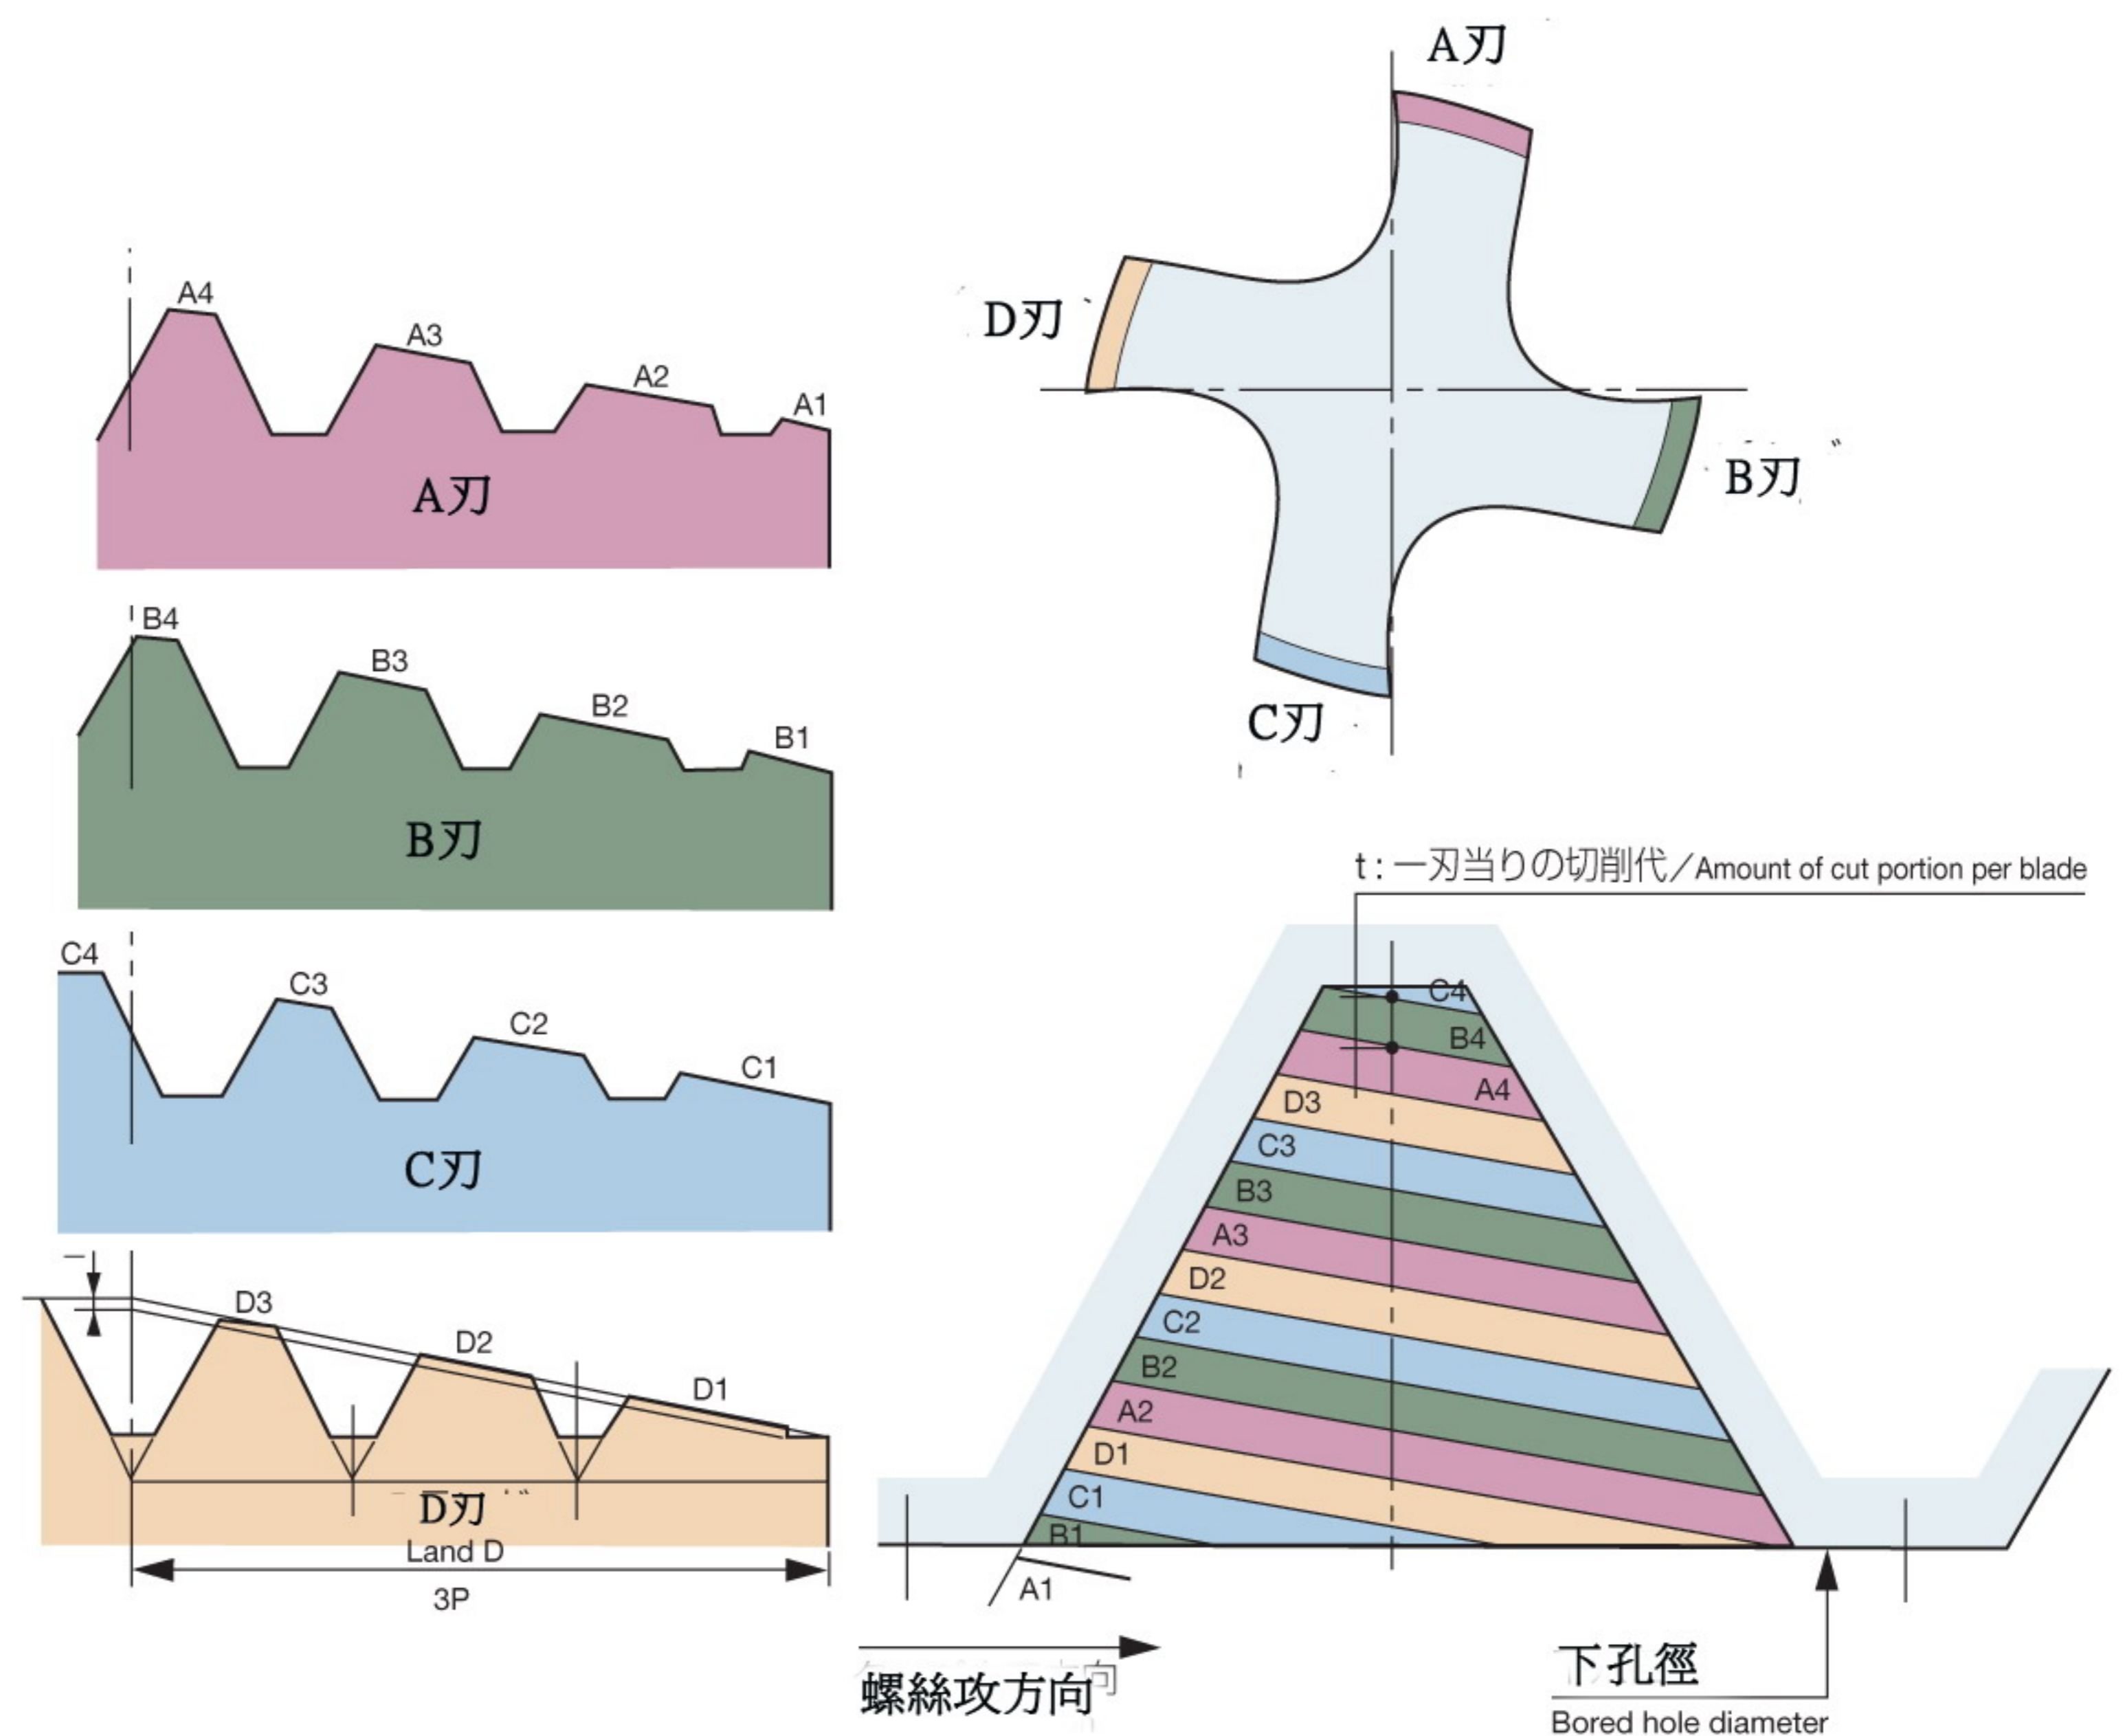 A刃
D刃
B刃
C刃
A4
A3
A2
A1
A刃
B4
B3
B2
B1
B刃
C4
C3
C2
C1
C刃
D3
D2
D1
D刃
Land D
3P
t : 一刃当りの切削代／Amount of cut portion per blade
C4
B4
A4
D3
C3
B3
A3
D2
C2
B2
A2
D1
C1
B1
A1
螺絲攻方向
下孔徑
Bored hole diameter